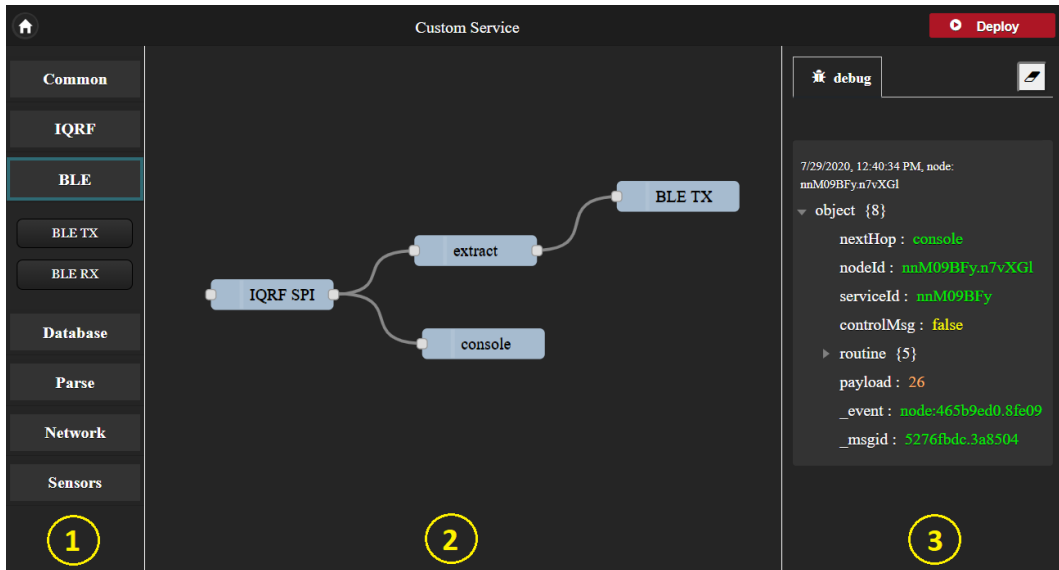 Custom Service
Deploy
Common
IQRF
BLE
BLE TX
BLE RX
Database
Parse
Network
Sensors
1
BLE TX
extract
IQRF SPI
console
2
debug
7/29/2020, 12:40:34 PM, node:
nnM09BFy.n7vXGl
object {8}
nextHop : console
nodeId : nnM09BFy.n7vXGl
serviceId : nnM09BFy
controlMsg : false
routine {5}
payload : 26
_event : node:465b9ed0.8fe09
_msgid : 5276fbdc.3a8504
3